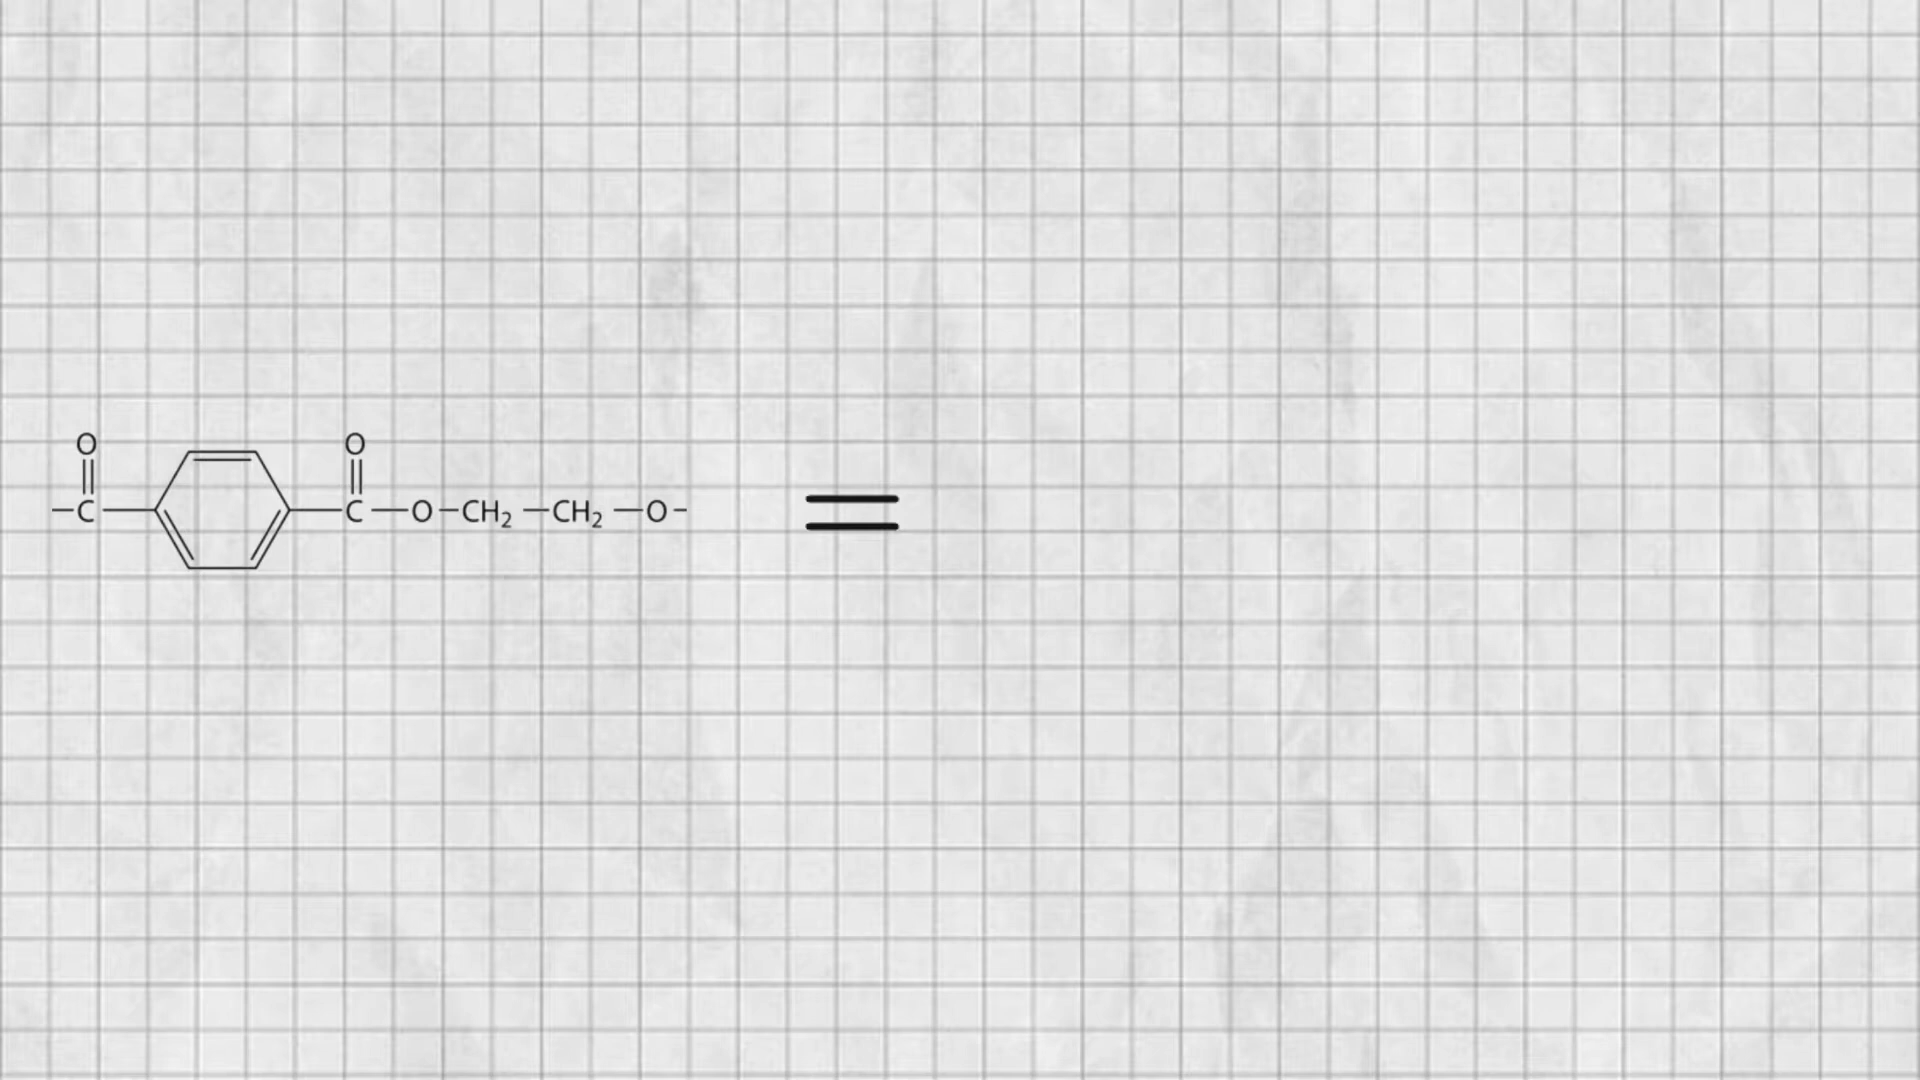 O O
–C C–O–CH₂–CH₂–O–
=